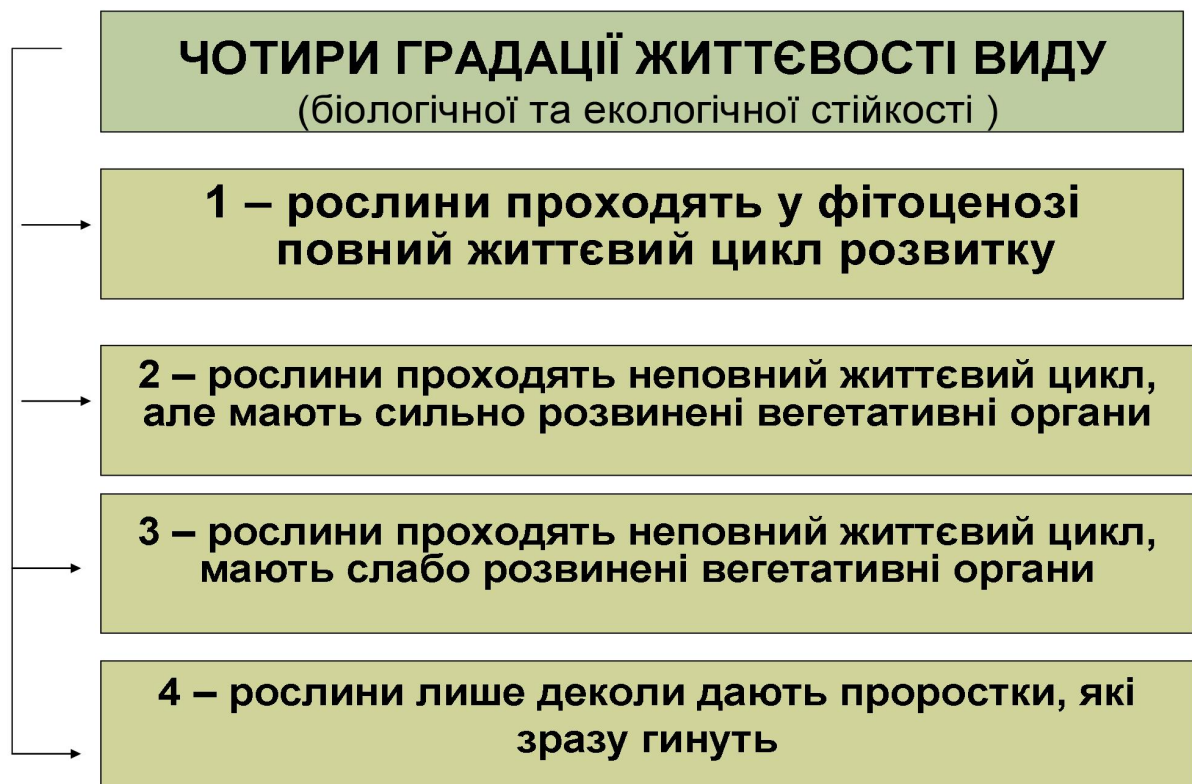 ЧОТИРИ ГРАДАЦІЇ ЖИТТЄВОСТІ ВИДУ
(біологічної та екологічної стійкості )
1 – рослини проходять у фітоценозі
повний життєвий цикл розвитку
2 – рослини проходять неповний життєвий цикл,
але мають сильно розвинені вегетативні органи
3 – рослини проходять неповний життєвий цикл,
мають слабо розвинені вегетативні органи
4 – рослини лише деколи дають проростки, які
зразу гинуть